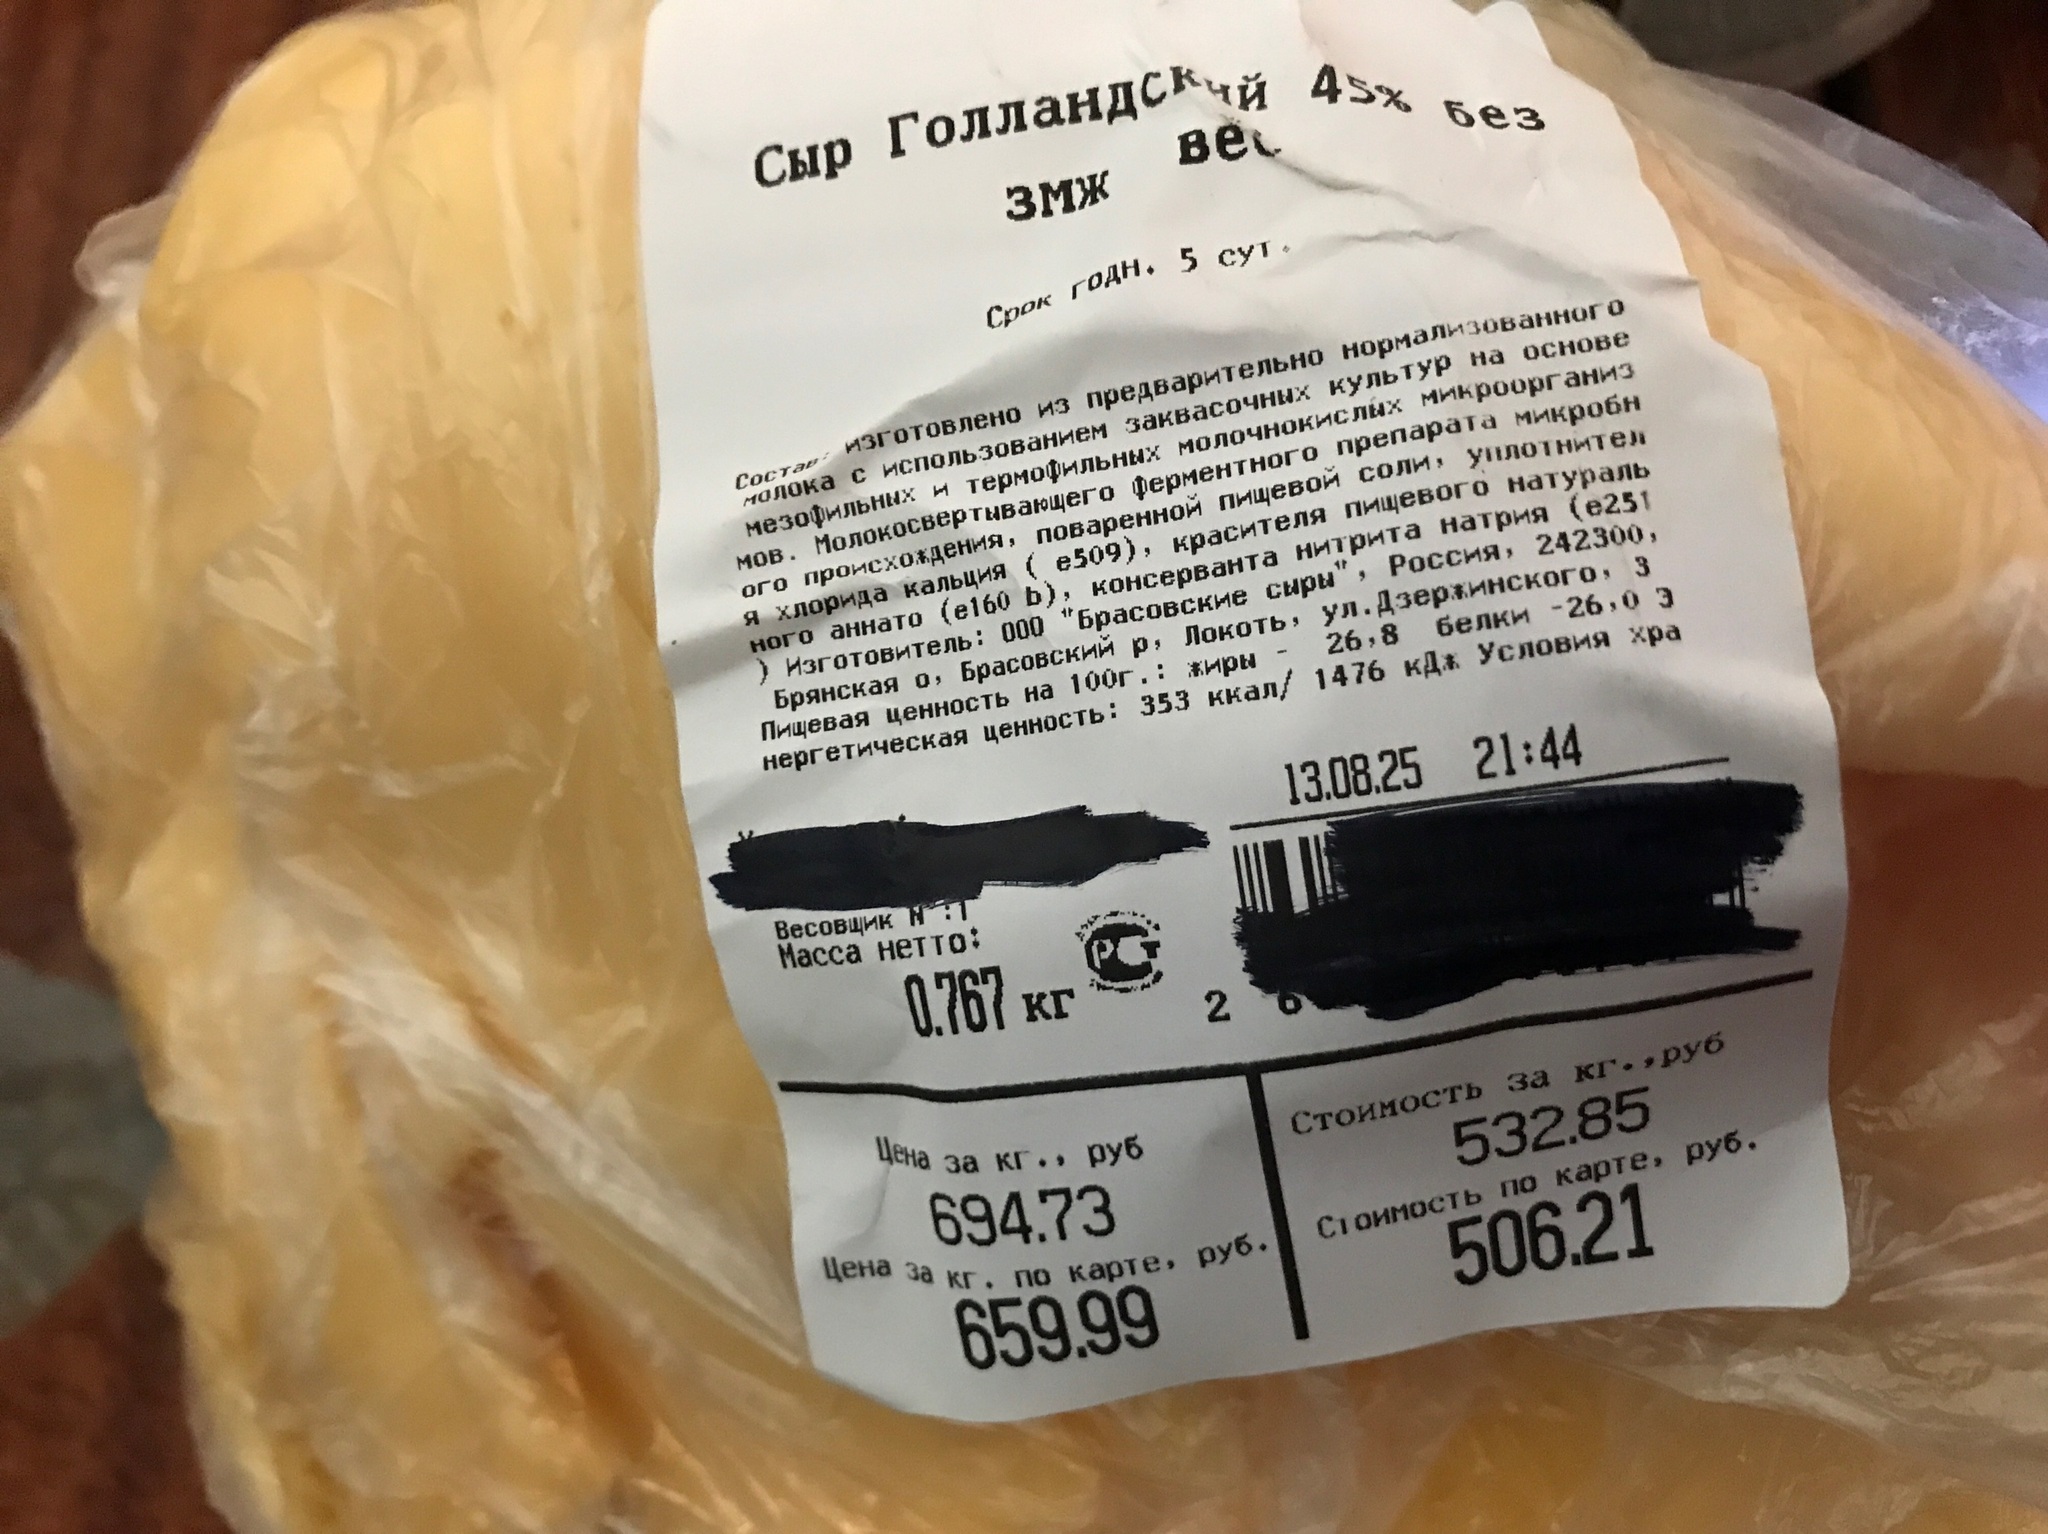 Сыр Голландский 45% без
змж вес
Срок годн. 5 сут.
Состав: изготовлено из предварительно нормализованного
молока с использованием заквасочных культур на основе
мезофильных и термофильных молочнокислых микроорганиз
мов. Молокосвертывающего ферментного препарата микробн
ого происхождения, поваренной пищевой соли, уплотнител
я хлорида кальция ( е509), красителя пищевого натураль
ного аннато (е160 b), консерванта нитрита натрия (е251
) Изготовитель: ООО "Брасовские сыры", Россия, 242300,
Брянская о, Брасовский р, Локоть, ул.Дзержинского, 3
Пищевая ценность на 100г.: жиры - 26,8 белки -26,0 Э
нергетическая ценность: 353 ккал/ 1476 кДж Условия хра
13.08.25 21:44
Весовщик N :1
Масса нетто:
0.767 кг
РСТ
2 6
Цена за кг., руб
694.73
Цена за кг. по карте, руб.
659.99
Стоимость за кг.,руб
532.85
Стоимость по карте, руб.
506.21